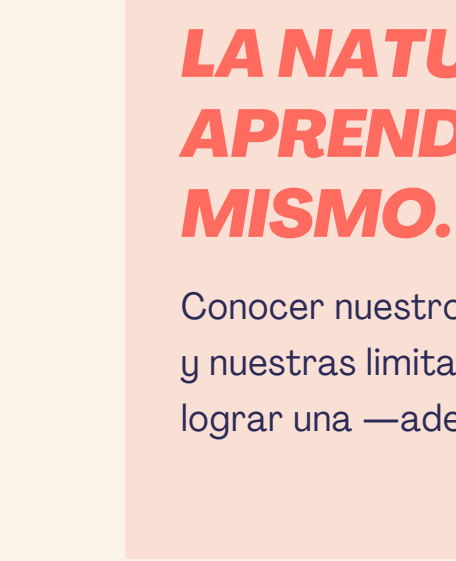 LA NATU
APREND
MISMO.
Conocer nuestro
y nuestras limita
lograr una —ade